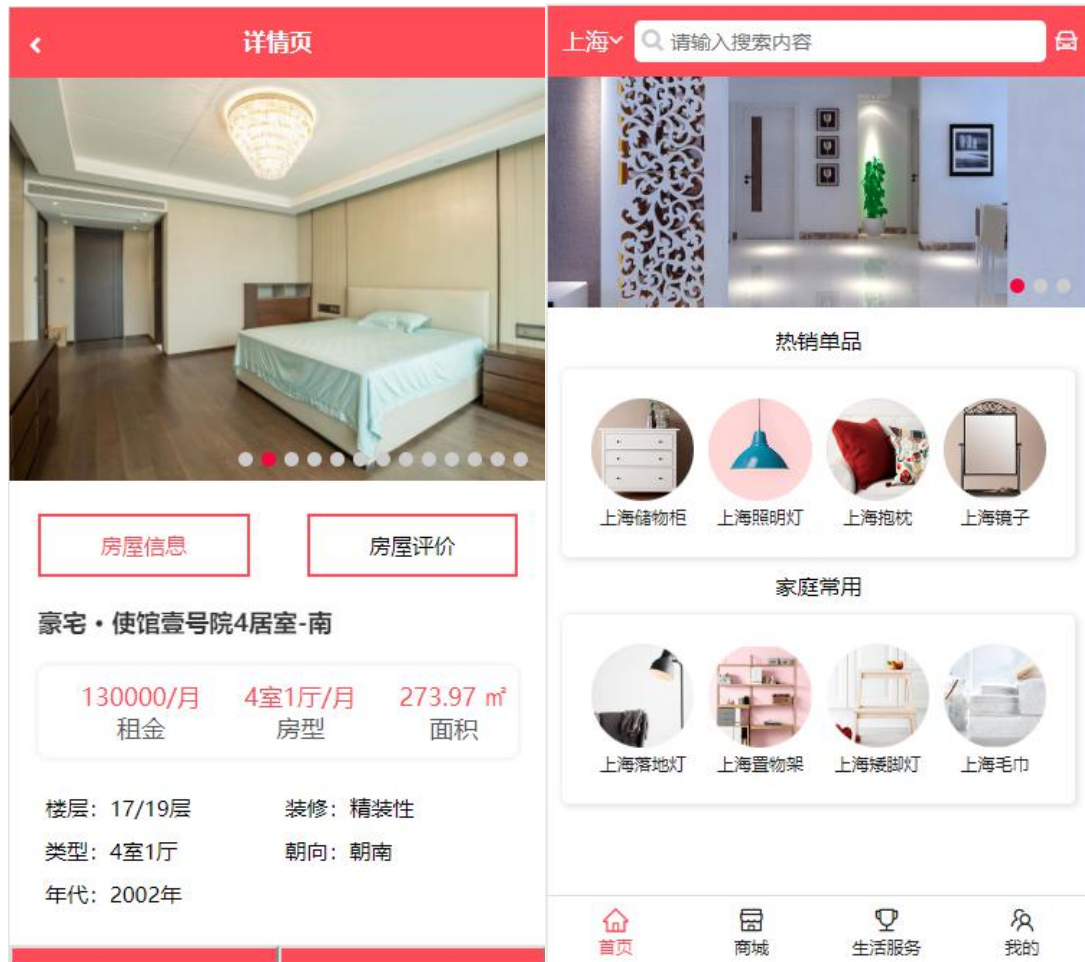 详情页
房屋信息
房屋评价
豪宅·使馆壹号院4居室-南
130000/月 4室1厅/月 273.97 ㎡
租金 房型 面积
楼层：17/19层 装修：精装性
类型：4室1厅 朝向：朝南
年代：2002年
上海 请输入搜索内容
热销单品
上海储物柜 上海照明灯 上海抱枕 上海镜子
家庭常用
上海落地灯 上海置物架 上海矮脚灯 上海毛巾
首页 商城 生活服务 我的